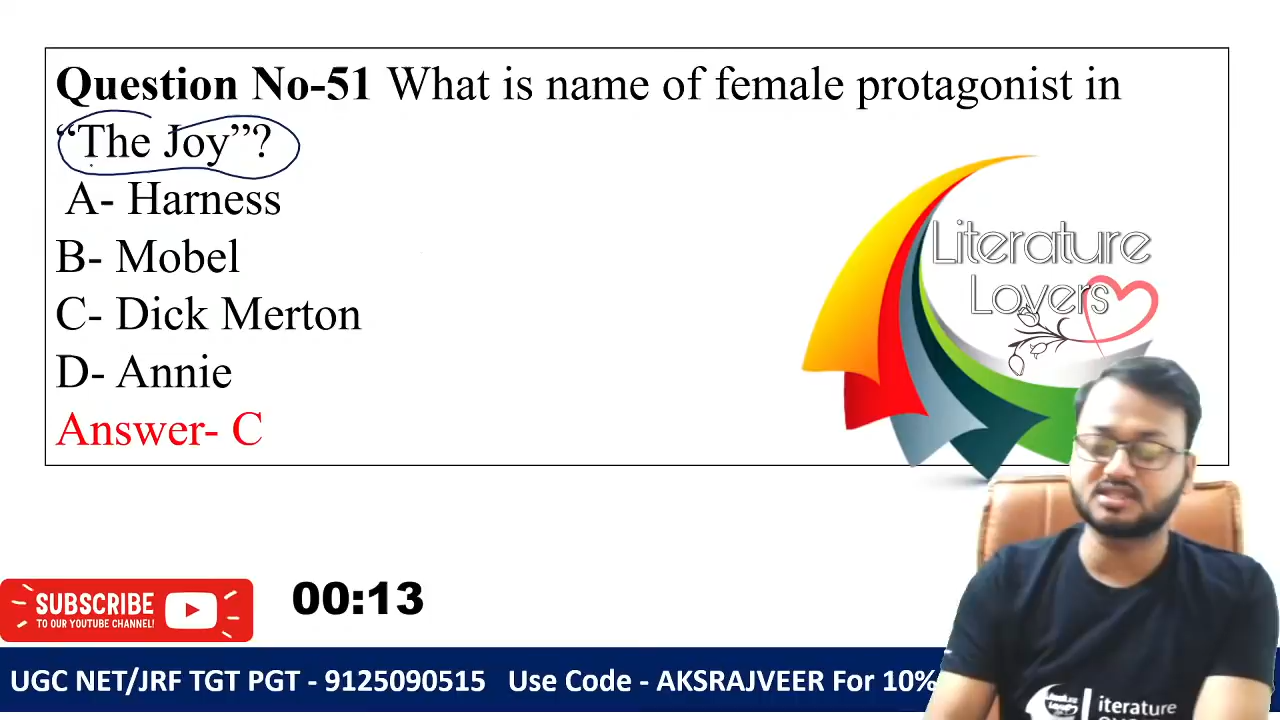 Question No-51 What is name of female protagonist in
“The Joy”?
A- Harness
B- Mobel
C- Dick Merton
D- Annie
Answer- C
Literature
Lovers
SUBSCRIBE
TO OUR YOUTUBE CHANNEL!
00:13
UGC NET/JRF TGT PGT - 9125090515 Use Code - AKSRAJVEER For 10%
iterature